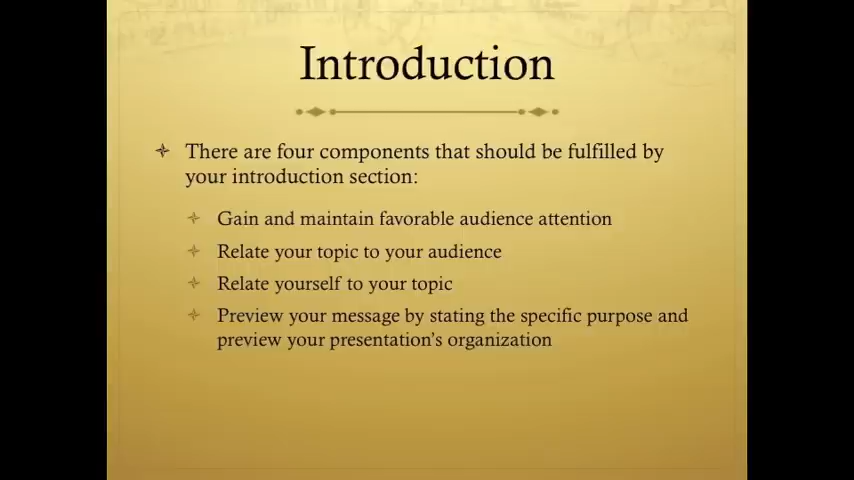 Introduction
There are four components that should be fulfilled by
your introduction section:
Gain and maintain favorable audience attention
Relate your topic to your audience
Relate yourself to your topic
Preview your message by stating the specific purpose and
preview your presentation's organization